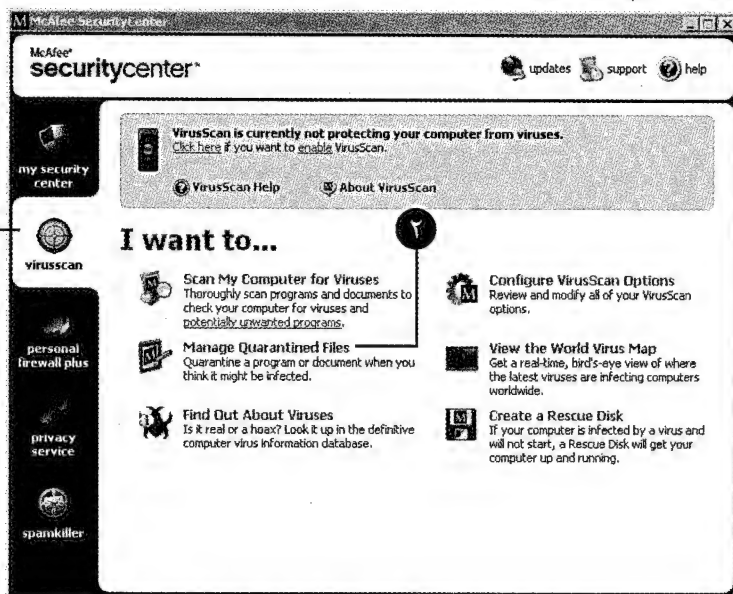 McAfee SecurityCenter
McAfee®
securitycenter™
updates support help
my security
center
virusscan
personal
firewall plus
privacy
service
spamkiller
VirusScan is currently not protecting your computer from viruses.
Click here if you want to enable VirusScan.
VirusScan Help About VirusScan
I want to...
٢
Scan My Computer for Viruses
Thoroughly scan programs and documents to
check your computer for viruses and
potentially unwanted programs.
Configure VirusScan Options
Review and modify all of your VirusScan
options.
Manage Quarantined Files
Quarantine a program or document when you
think it might be infected.
View the World Virus Map
Get a real-time, bird's-eye view of where
the latest viruses are infecting computers
worldwide.
Find Out About Viruses
Is it real or a hoax? Look it up in the definitive
computer virus information database.
Create a Rescue Disk
If your computer is infected by a virus and
will not start, a Rescue Disk will get your
computer up and running.